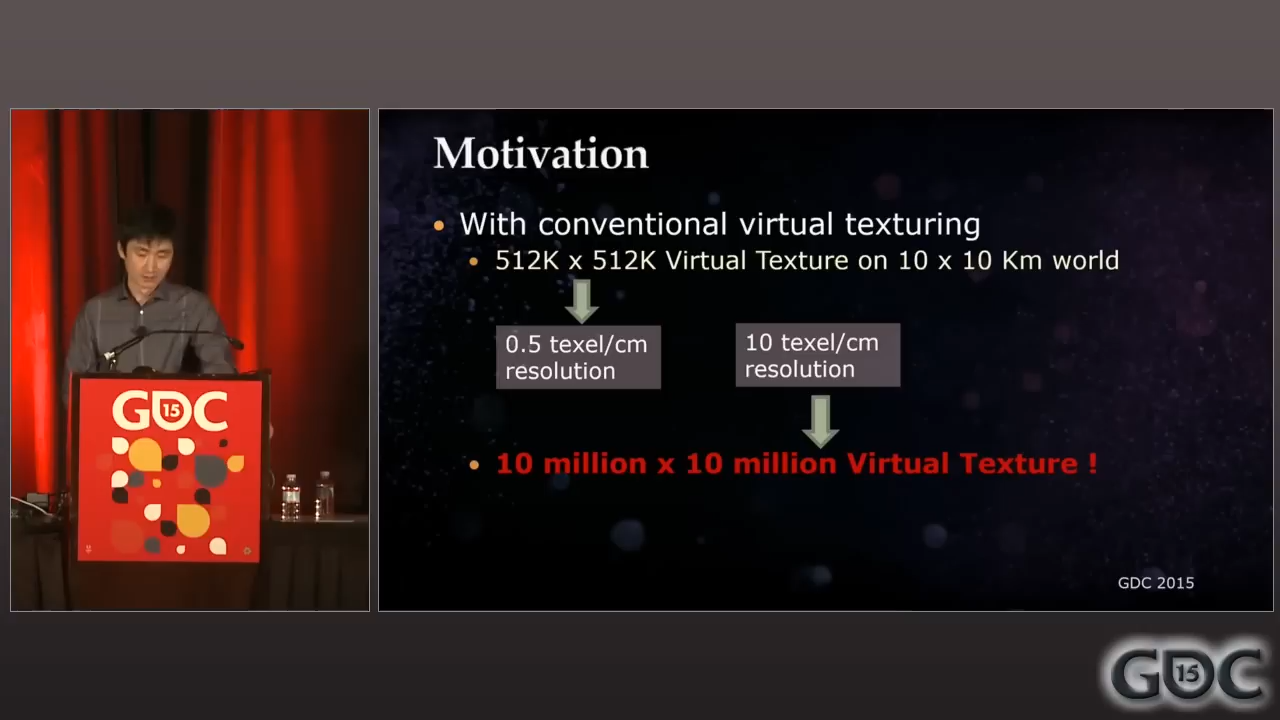 Motivation
With conventional virtual texturing
512K x 512K Virtual Texture on 10 x 10 Km world
0.5 texel/cm
resolution
10 texel/cm
resolution
10 million x 10 million Virtual Texture !
GDC 2015
GDC
15
GDC
15